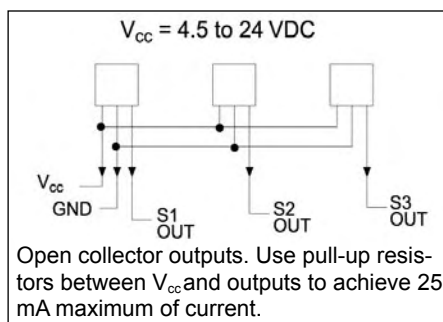 Vcc = 4.5 to 24 VDC
Vcc
GND
S1
OUT
S2
OUT
S3
OUT
Open collector outputs. Use pull-up resis-
tors between Vcc and outputs to achieve 25
mA maximum of current.